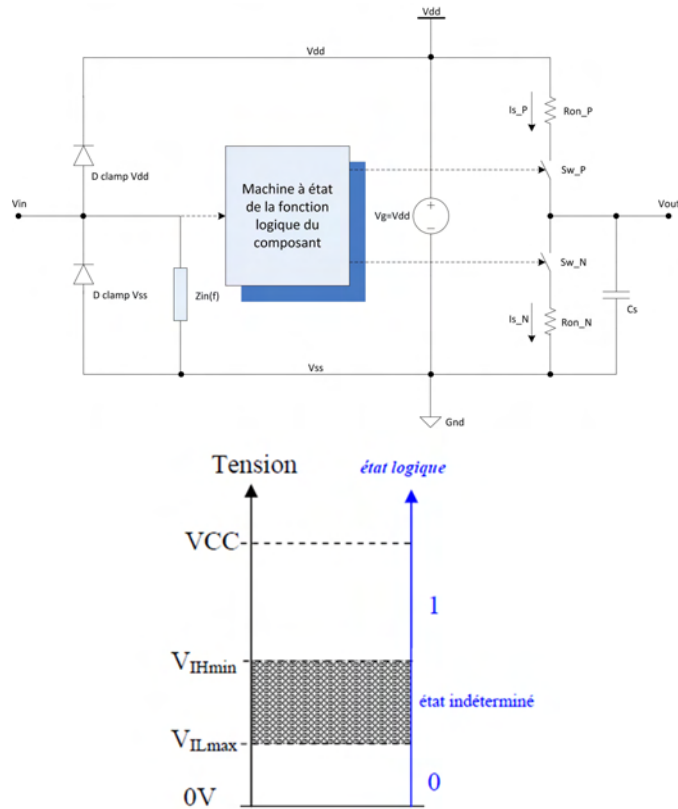 Vdd
Vdd
Is_P
Ron_P
D clamp Vdd
Machine à état
de la fonction
logique du
composant
Sw_P
Vin
Vg=Vdd
Vout
D clamp Vss
Zin(f)
Sw_N
Is_N
Ron_N
Cs
Vss
Gnd
Tension
état logique
VCC
1
VIHmin
état indéterminé
VILmax
0V
0